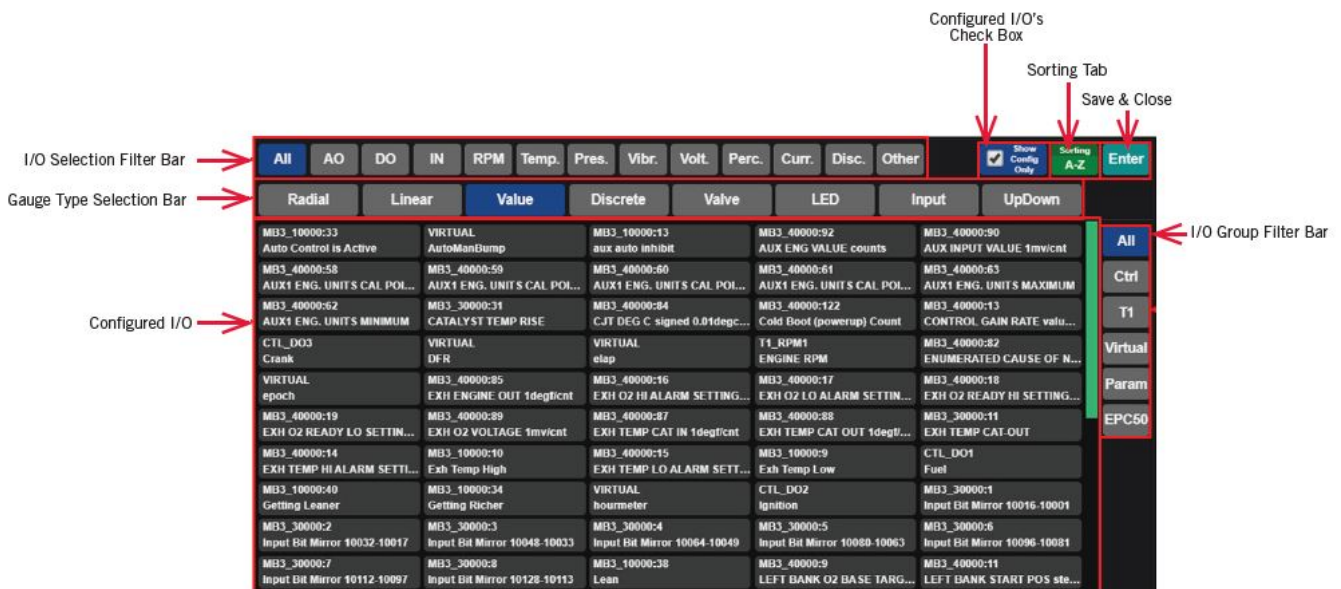 Configured I/O's
Check Box
Sorting Tab
Save & Close
I/O Selection Filter Bar
All AO DO IN RPM Temp. Pres. Vibr. Volt. Perc. Curr. Disc. Other
Show
Config
Only
Sorting
A-Z
Enter
Gauge Type Selection Bar
Radial Linear Value Discrete Valve LED Input UpDown
I/O Group Filter Bar
All
Ctrl
T1
Virtual
Param
EPC50
Configured I/O
MB3_10000:33 VIRTUAL MB3_10000:13 MB3_40000:92 MB3_40000:90
Auto Control is Active AutoManBump aux auto inhibit AUX ENG VALUE counts AUX INPUT VALUE 1mv/cnt
MB3_40000:58 MB3_40000:59 MB3_40000:60 MB3_40000:61 MB3_40000:63
AUX1 ENG. UNITS CAL POI... AUX1 ENG. UNITS CAL POI... AUX1 ENG. UNITS CAL POI... AUX1 ENG. UNITS CAL POI... AUX1 ENG. UNITS MAXIMUM
MB3_40000:62 MB3_30000:31 MB3_40000:84 MB3_40000:122 MB3_40000:13
AUX1 ENG. UNITS MINIMUM CATALYST TEMP RISE CJT DEG C signed 0.01degc... Cold Boot (powerup) Count CONTROL GAIN RATE valu...
CTL_DO3 VIRTUAL VIRTUAL T1_RPM1 MB3_40000:82
Crank DFR elap ENGINE RPM ENUMERATED CAUSE OF N...
VIRTUAL MB3_40000:85 MB3_40000:16 MB3_40000:17 MB3_40000:18
epoch EXH ENGINE OUT 1degf/cnt EXH O2 HI ALARM SETTING... EXH O2 LO ALARM SETTIN... EXH O2 READY HI SETTING...
MB3_40000:19 MB3_40000:89 MB3_40000:87 MB3_40000:88 MB3_30000:11
EXH O2 READY LO SETTIN... EXH O2 VOLTAGE 1mv/cnt EXH TEMP CAT IN 1degf/cnt EXH TEMP CAT OUT 1degf/... EXH TEMP CAT-OUT
MB3_40000:14 MB3_10000:10 MB3_40000:15 MB3_10000:9 CTL_DO1
EXH TEMP HI ALARM SETTI... Exh Temp High EXH TEMP LO ALARM SETT... Exh Temp Low Fuel
MB3_10000:40 MB3_10000:34 VIRTUAL CTL_DO2 MB3_30000:1
Getting Leaner Getting Richer hourmeter Ignition Input Bit Mirror 10016-10001
MB3_30000:2 MB3_30000:3 MB3_30000:4 MB3_30000:5 MB3_30000:6
Input Bit Mirror 10032-10017 Input Bit Mirror 10048-10033 Input Bit Mirror 10064-10049 Input Bit Mirror 10080-10063 Input Bit Mirror 10096-10081
MB3_30000:7 MB3_30000:8 MB3_10000:38 MB3_40000:9 MB3_40000:11
Input Bit Mirror 10112-10097 Input Bit Mirror 10128-10113 Lean LEFT BANK O2 BASE TARG... LEFT BANK START POS ste...